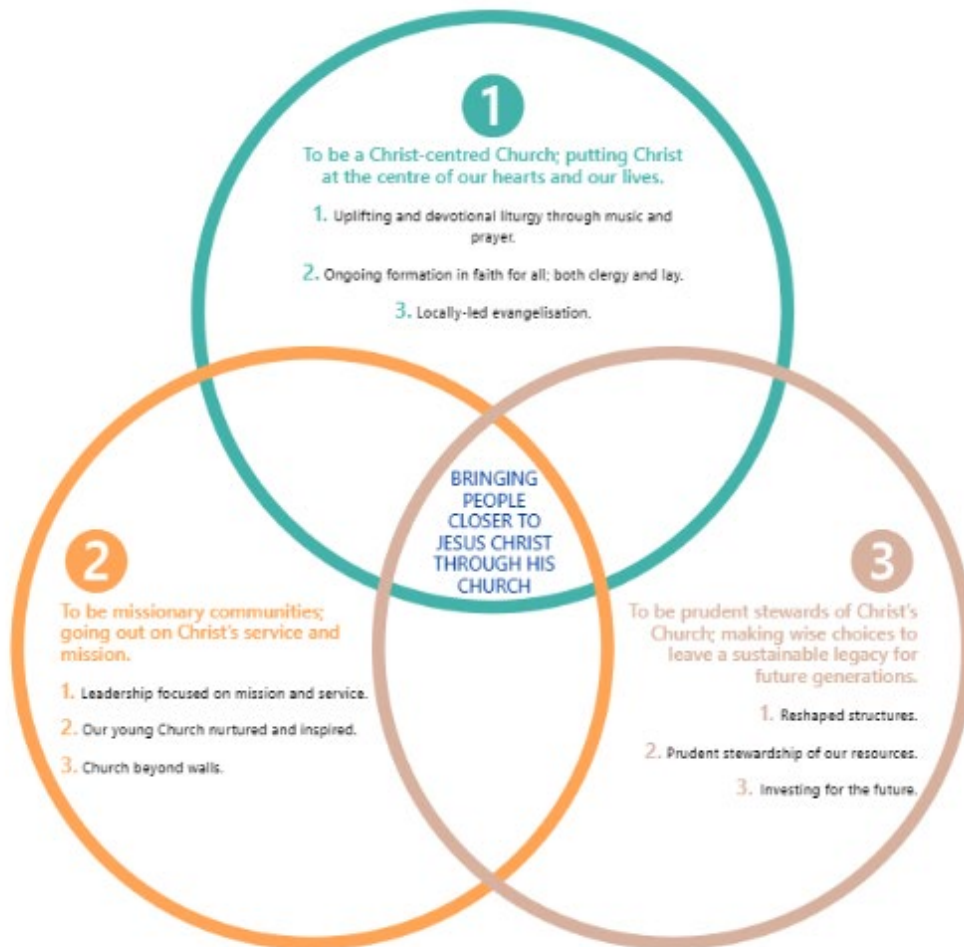 1
To be a Christ-centred Church; putting Christ
at the centre of our hearts and our lives.
1. Uplifting and devotional liturgy through music and
prayer.
2. Ongoing formation in faith for all; both clergy and lay.
3. Locally-led evangelisation.
BRINGING
PEOPLE
CLOSER TO
JESUS CHRIST
THROUGH HIS
CHURCH
2
To be missionary communities;
going out on Christ's service and
mission.
1. Leadership focused on mission and service.
2. Our young Church nurtured and inspired.
3. Church beyond walls.
3
To be prudent stewards of Christ's
Church; making wise choices to
leave a sustainable legacy for
future generations.
1. Reshaped structures.
2. Prudent stewardship of our resources.
3. Investing for the future.